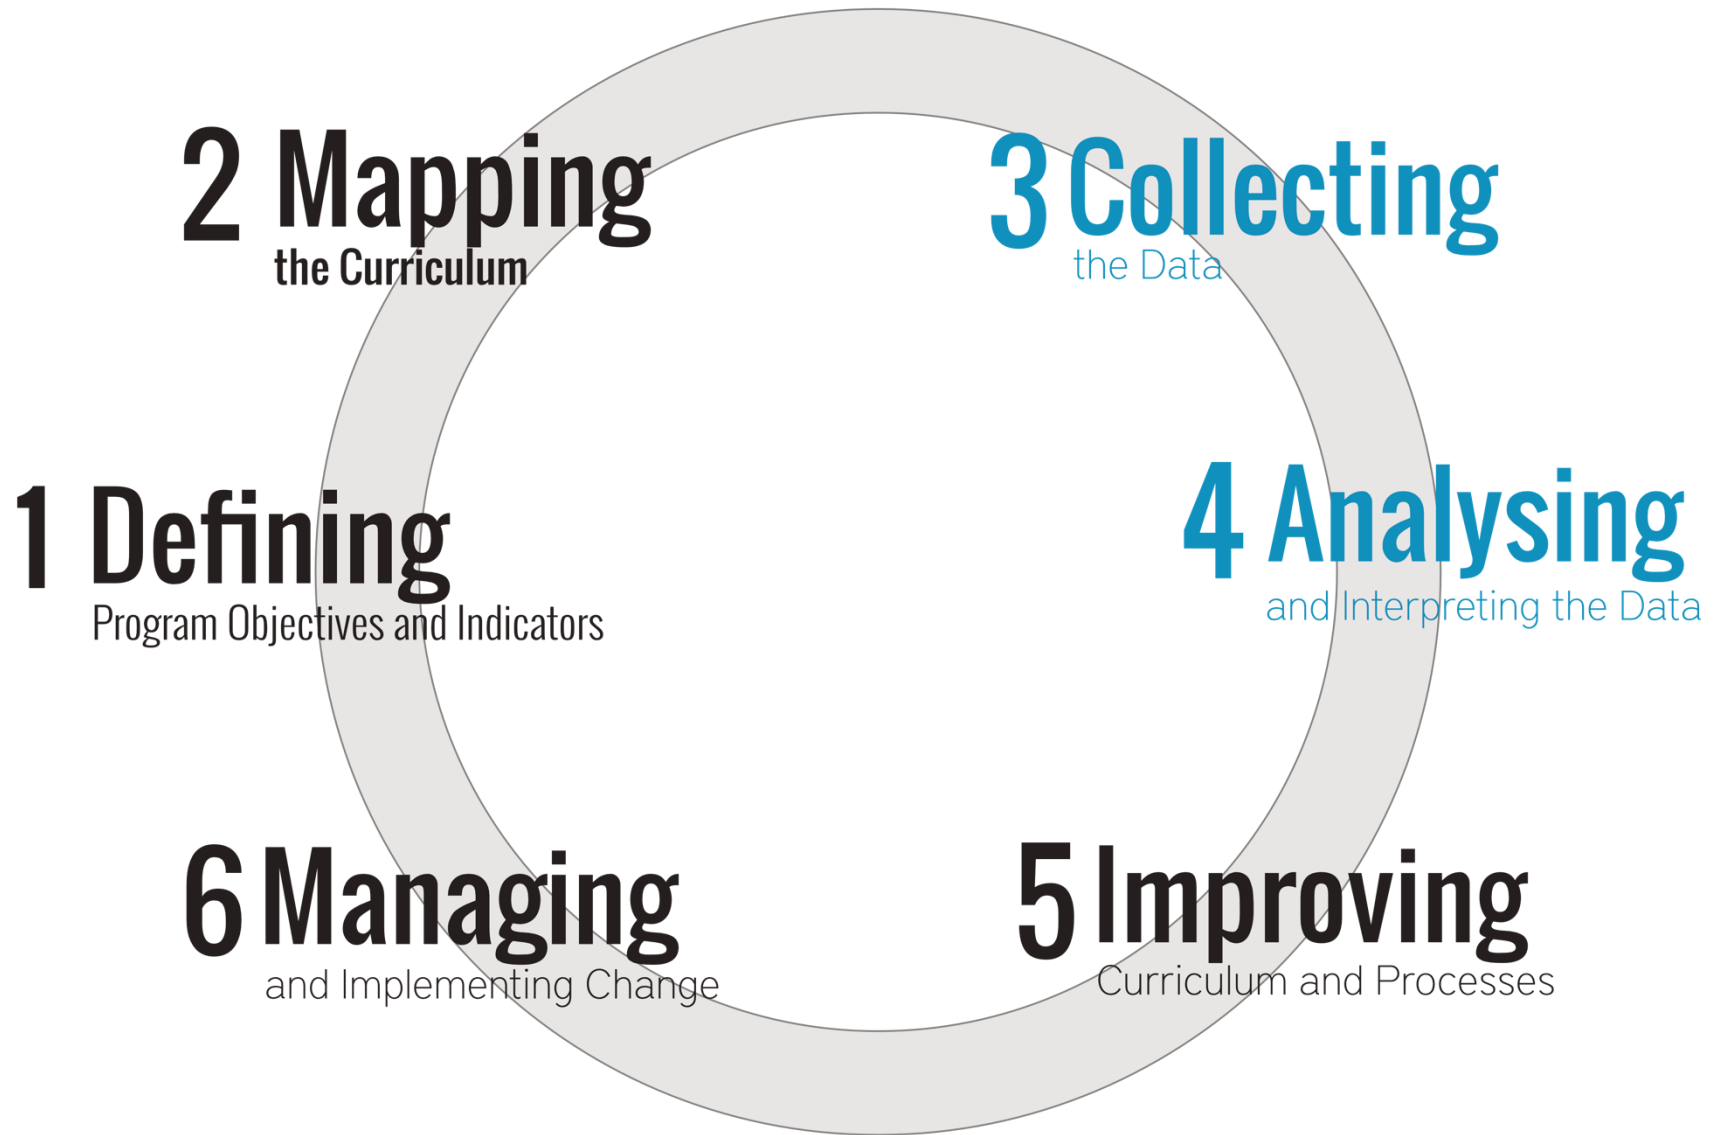 2 Mapping
the Curriculum
3 Collecting
the Data
1 Defining
Program Objectives and Indicators
4 Analysing
and Interpreting the Data
6 Managing
and Implementing Change
5 Improving
Curriculum and Processes